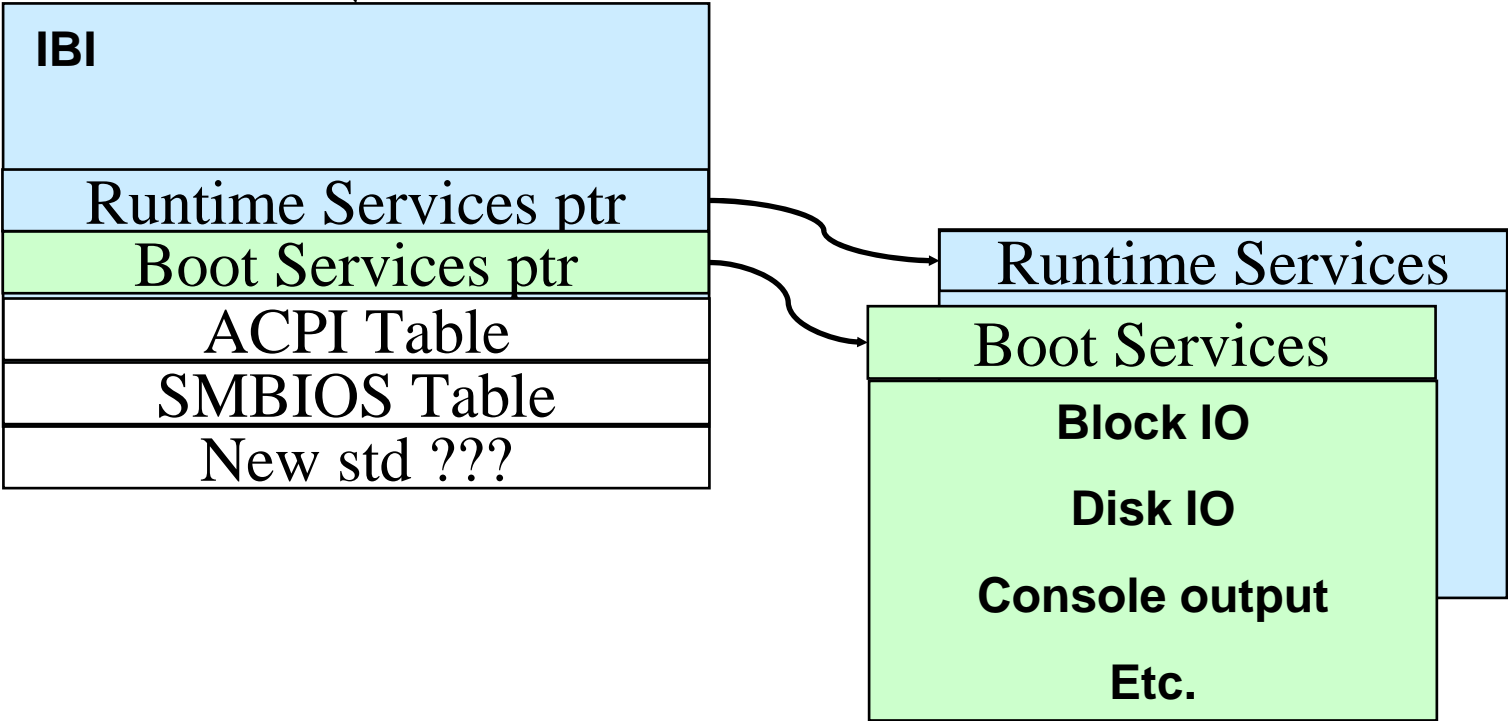 IBI
Runtime Services ptr
Boot Services ptr
ACPI Table
SMBIOS Table
New std ???
Runtime Services
Boot Services
Block IO
Disk IO
Console output
Etc.